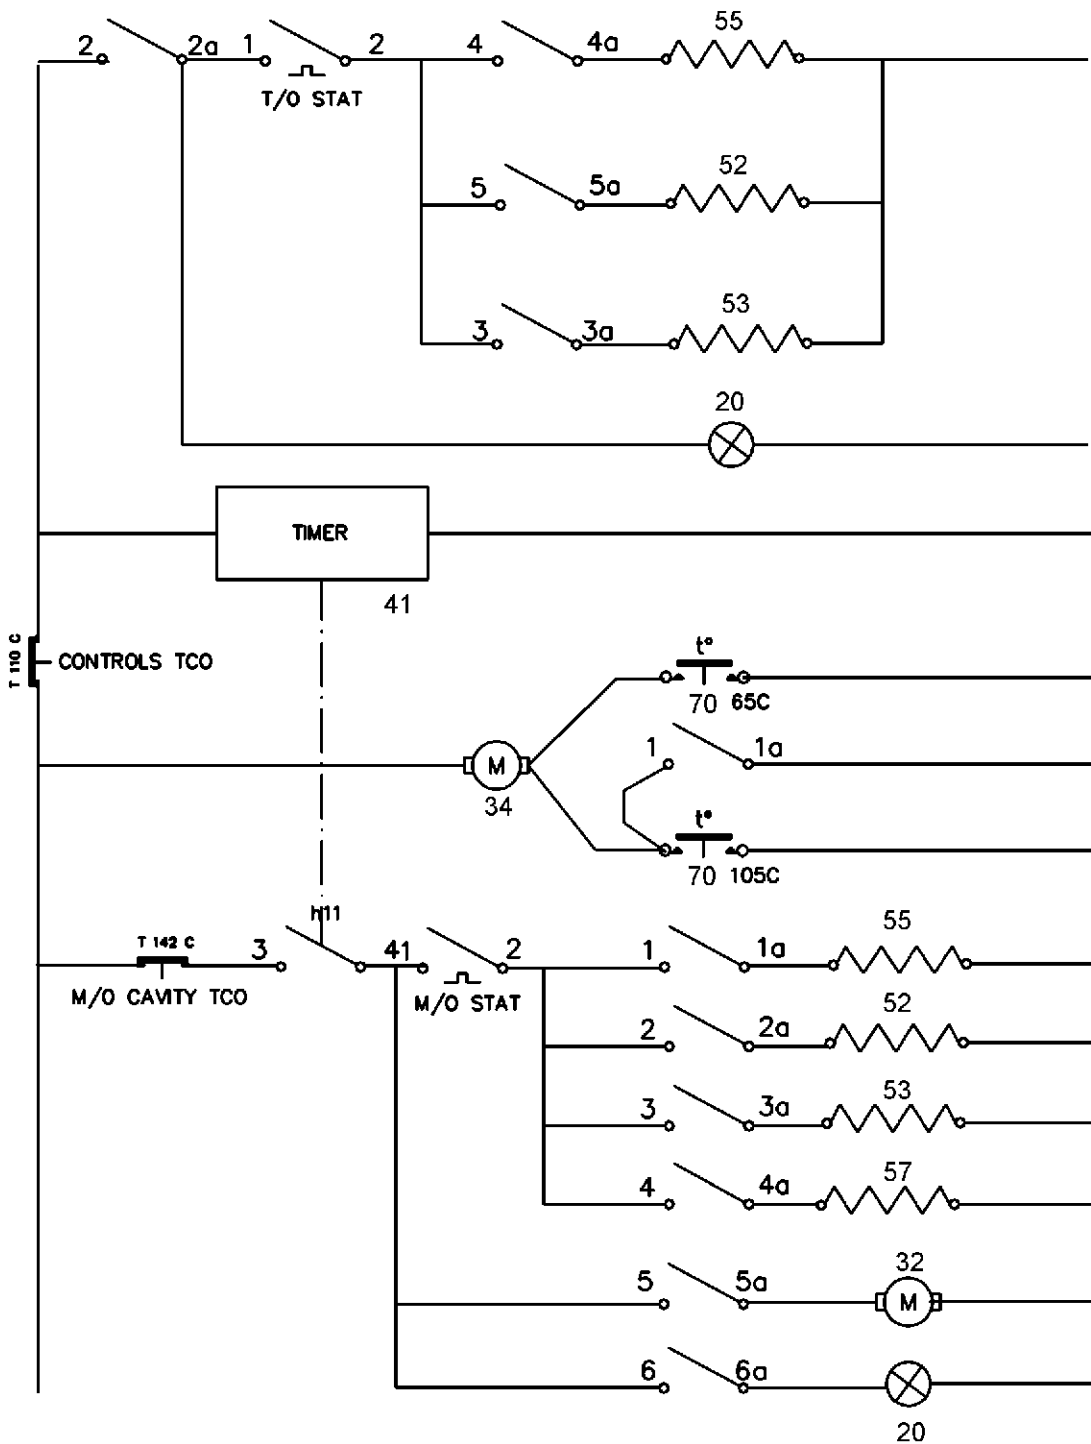 55
2 2a 1 2 4 4a
T/O STAT
52
5 5a
53
3 3a
20
TIMER
41
T 110 C
CONTROLS TCO
t°
70 65C
1 1a
M
34
t°
70 105C
h11
T 142 C 3 41 2 1 1a 55
M/O CAVITY TCO
M/O STAT
52
2 2a
53
3 3a
57
4 4a
32
5 5a
M
6 6a
20